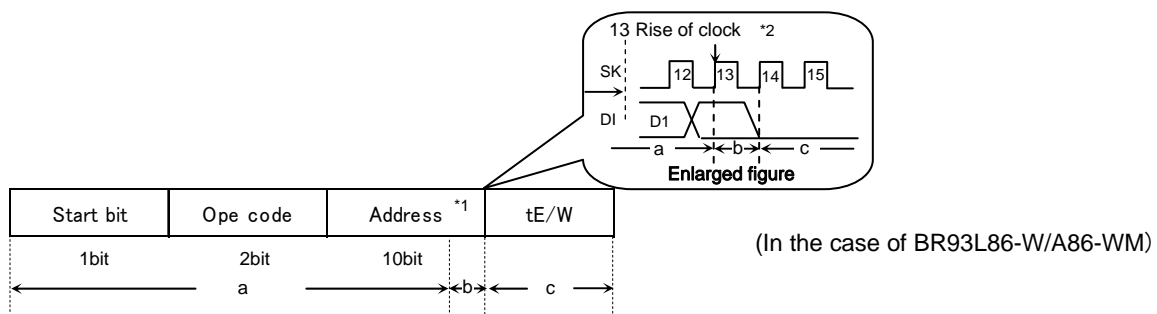 13 Rise of clock *2
SK 12 13 14 15
DI D1
a b c
Enlarged figure
Start bit Ope code Address *1 tE/W
1bit 2bit 10bit
a b c
(In the case of BR93L86-W/A86-WM)